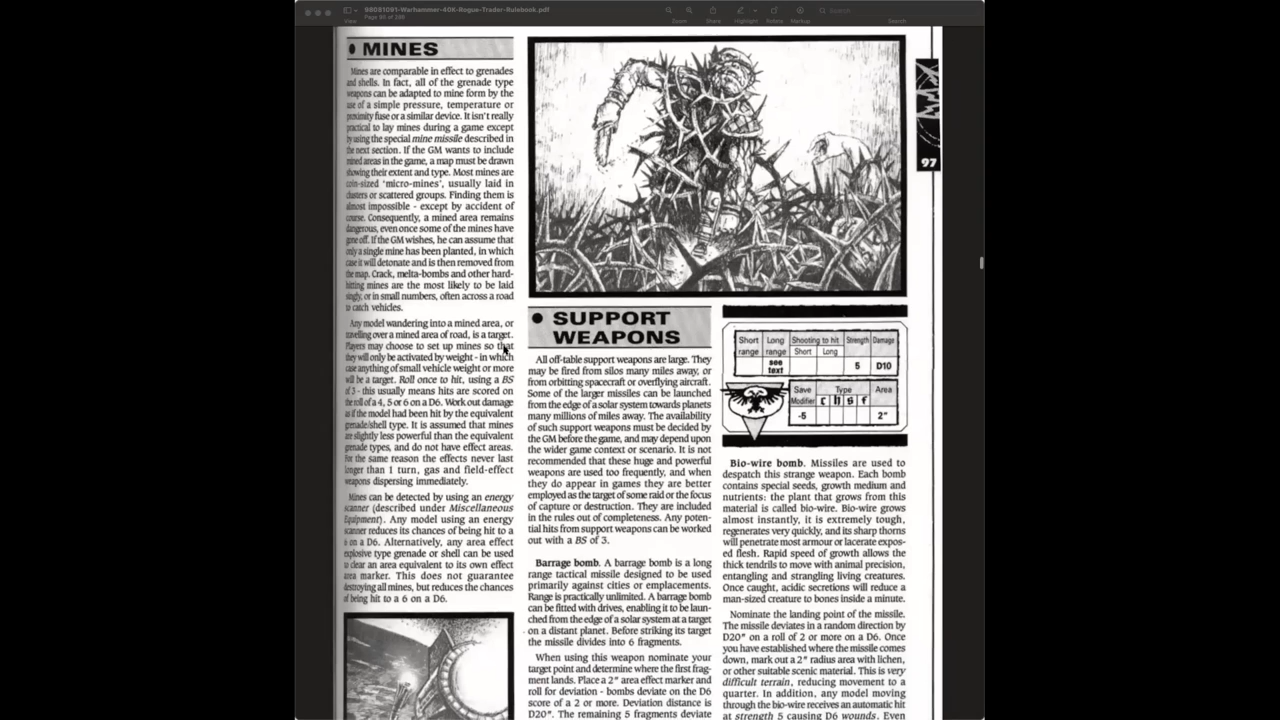 98091091-Warhammer-40K-Rogue-Trader-Rulebook.pdf
Page 98 of 288
View
Zoom
Share
Highlight
Rotate
Markup
Search
Search
• MINES
Mines are comparable in effect to grenades
and shells. In fact, all of the grenade type
weapons can be adapted to mine form by the
use of a simple pressure, temperature or
proximity fuse or a similar device. It isn't really
practical to lay mines during a game except
by using the special mine missile described in
the next section. If the GM wants to include
mined areas in the game, a map must be drawn
showing their extent and type. Most mines are
coin-sized 'micro-mines', usually laid in
clusters or scattered groups. Finding them is
almost impossible - except by accident of
course. Consequently, a mined area remains
dangerous, even once some of the mines have
gone off. If the GM wishes, he can assume that
only a single mine has been planted, in which
case it will detonate and is then removed from
the map. Crack, melta-bombs and other hard-
hitting mines are the most likely to be laid
singly, or in small numbers, often across a road
to catch vehicles.
Any model wandering into a mined area, or
travelling over a mined area of road, is a target.
Players may choose to set up mines so that
they will only be activated by weight - in which
case anything of small vehicle weight or more
will be a target. Roll once to hit, using a BS
of 3 - this usually means hits are scored on
the roll of a 4, 5 or 6 on a D6. Work out damage
as if the model had been hit by the equivalent
grenade/shell type. It is assumed that mines
are slightly less powerful than the equivalent
grenade types, and do not have effect areas.
For the same reason the effects never last
longer than 1 turn, gas and field-effect
weapons dispersing immediately.
Mines can be detected by using an energy
scanner (described under Miscellaneous
Equipment). Any model using an energy
scanner reduces its chances of being hit to a
6 on a D6. Alternatively, any area effect
explosive type grenade or shell can be used
to clear an area equivalent to its own effect
area marker. This does not guarantee
destroying all mines, but reduces the chances
of being hit to a 6 on a D6.
97
• SUPPORT
WEAPONS
All off-table support weapons are large. They
may be fired from silos many miles away, or
from orbiting spacecraft or overflying aircraft.
Some of the larger missiles can be launched
from the edge of a solar system towards planets
many millions of miles away. The availability
of such support weapons must be decided by
the GM before the game, and may depend upon
the wider game context or scenario. It is not
recommended that these huge and powerful
weapons are used too frequently, and when
they do appear in games they are better
employed as the target of some raid or the focus
of capture or destruction. They are included
in the rules out of completeness. Any poten-
tial hits from support weapons can be worked
out with a BS of 3.
Barrage bomb. A barrage bomb is a long
range tactical missile designed to be used
primarily against cities or emplacements.
Range is practically unlimited. A barrage bomb
can be fitted with drives, enabling it to be laun-
ched from the edge of a solar system at a target
on a distant planet. Before striking its target
the missile divides into 6 fragments.
When using this weapon nominate your
target point and determine where the first frag-
ment lands. Place a 2" area effect marker and
roll for deviation - bombs deviate on the D6
score of a 2 or more. Deviation distance is
D20". The remaining 5 fragments deviate
Short range Long range Shooting to hit Strength Damage
Short Long
see text 5 D10
Save Modifier Type Area
c h s f
-5 2"
Bio-wire bomb. Missiles are used to
despatch this strange weapon. Each bomb
contains special seeds, growth medium and
nutrients: the plant that grows from this
material is called bio-wire. Bio-wire grows
almost instantly, it is extremely tough,
regenerates very quickly, and its sharp thorns
will penetrate most armour or lacerate expos-
ed flesh. Rapid speed of growth allows the
thick tendrils to move with animal precision,
entangling and strangling living creatures.
Once caught, acidic secretions will reduce a
man-sized creature to bones inside a minute.
Nominate the landing point of the missile.
The missile deviates in a random direction by
D20" on a roll of 2 or more on a D6. Once
you have established where the missile comes
down, mark out a 2" radius area with lichen,
or other suitable scenic material. This is very
difficult terrain, reducing movement to a
quarter. In addition, any model moving
through the bio-wire receives an automatic hit
at strength 5 causing D6 wounds. Even